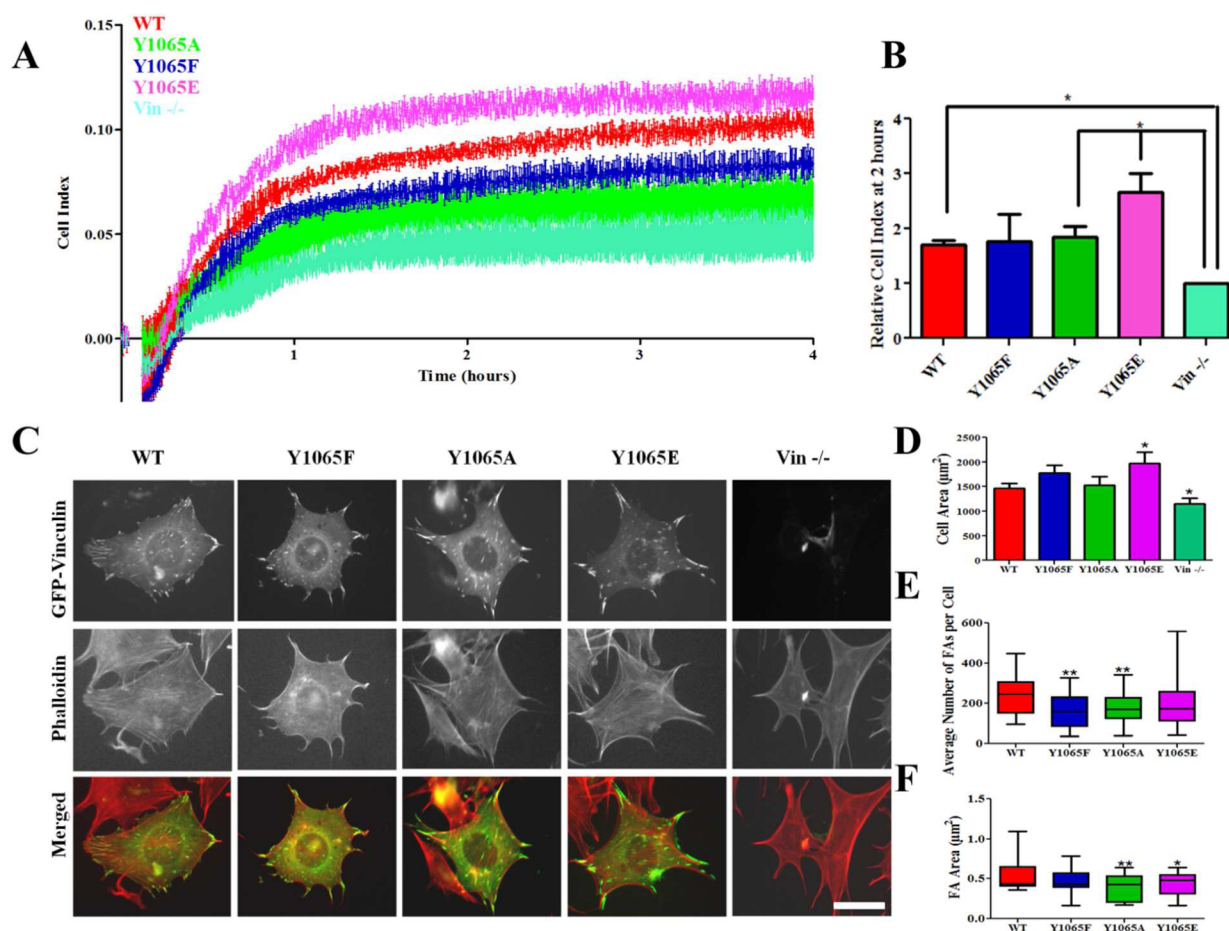 A
0.15
0.10
0.05
0.00
Cell Index
WT
Y1065A
Y1065F
Y1065E
Vin -/-
1
2
3
4
Time (hours)
B
Relative Cell Index at 2 hours
4
3
2
1
0
*
*
WT
Y1065F
Y1065A
Y1065E
Vin -/-
C
WT
Y1065F
Y1065A
Y1065E
Vin -/-
GFP-Vinculin
Phalloidin
Merged
D
Cell Area (µm²)
2500
2000
1500
1000
500
0
*
*
WT
Y1065F
Y1065A
Y1065E
Vin -/-
E
Average Number of FAs per Cell
600
400
200
0
**
**
WT
Y1065F
Y1065A
Y1065E
F
FA Area (µm²)
1.5
1.0
0.5
0.0
**
*
WT
Y1065F
Y1065A
Y1065E